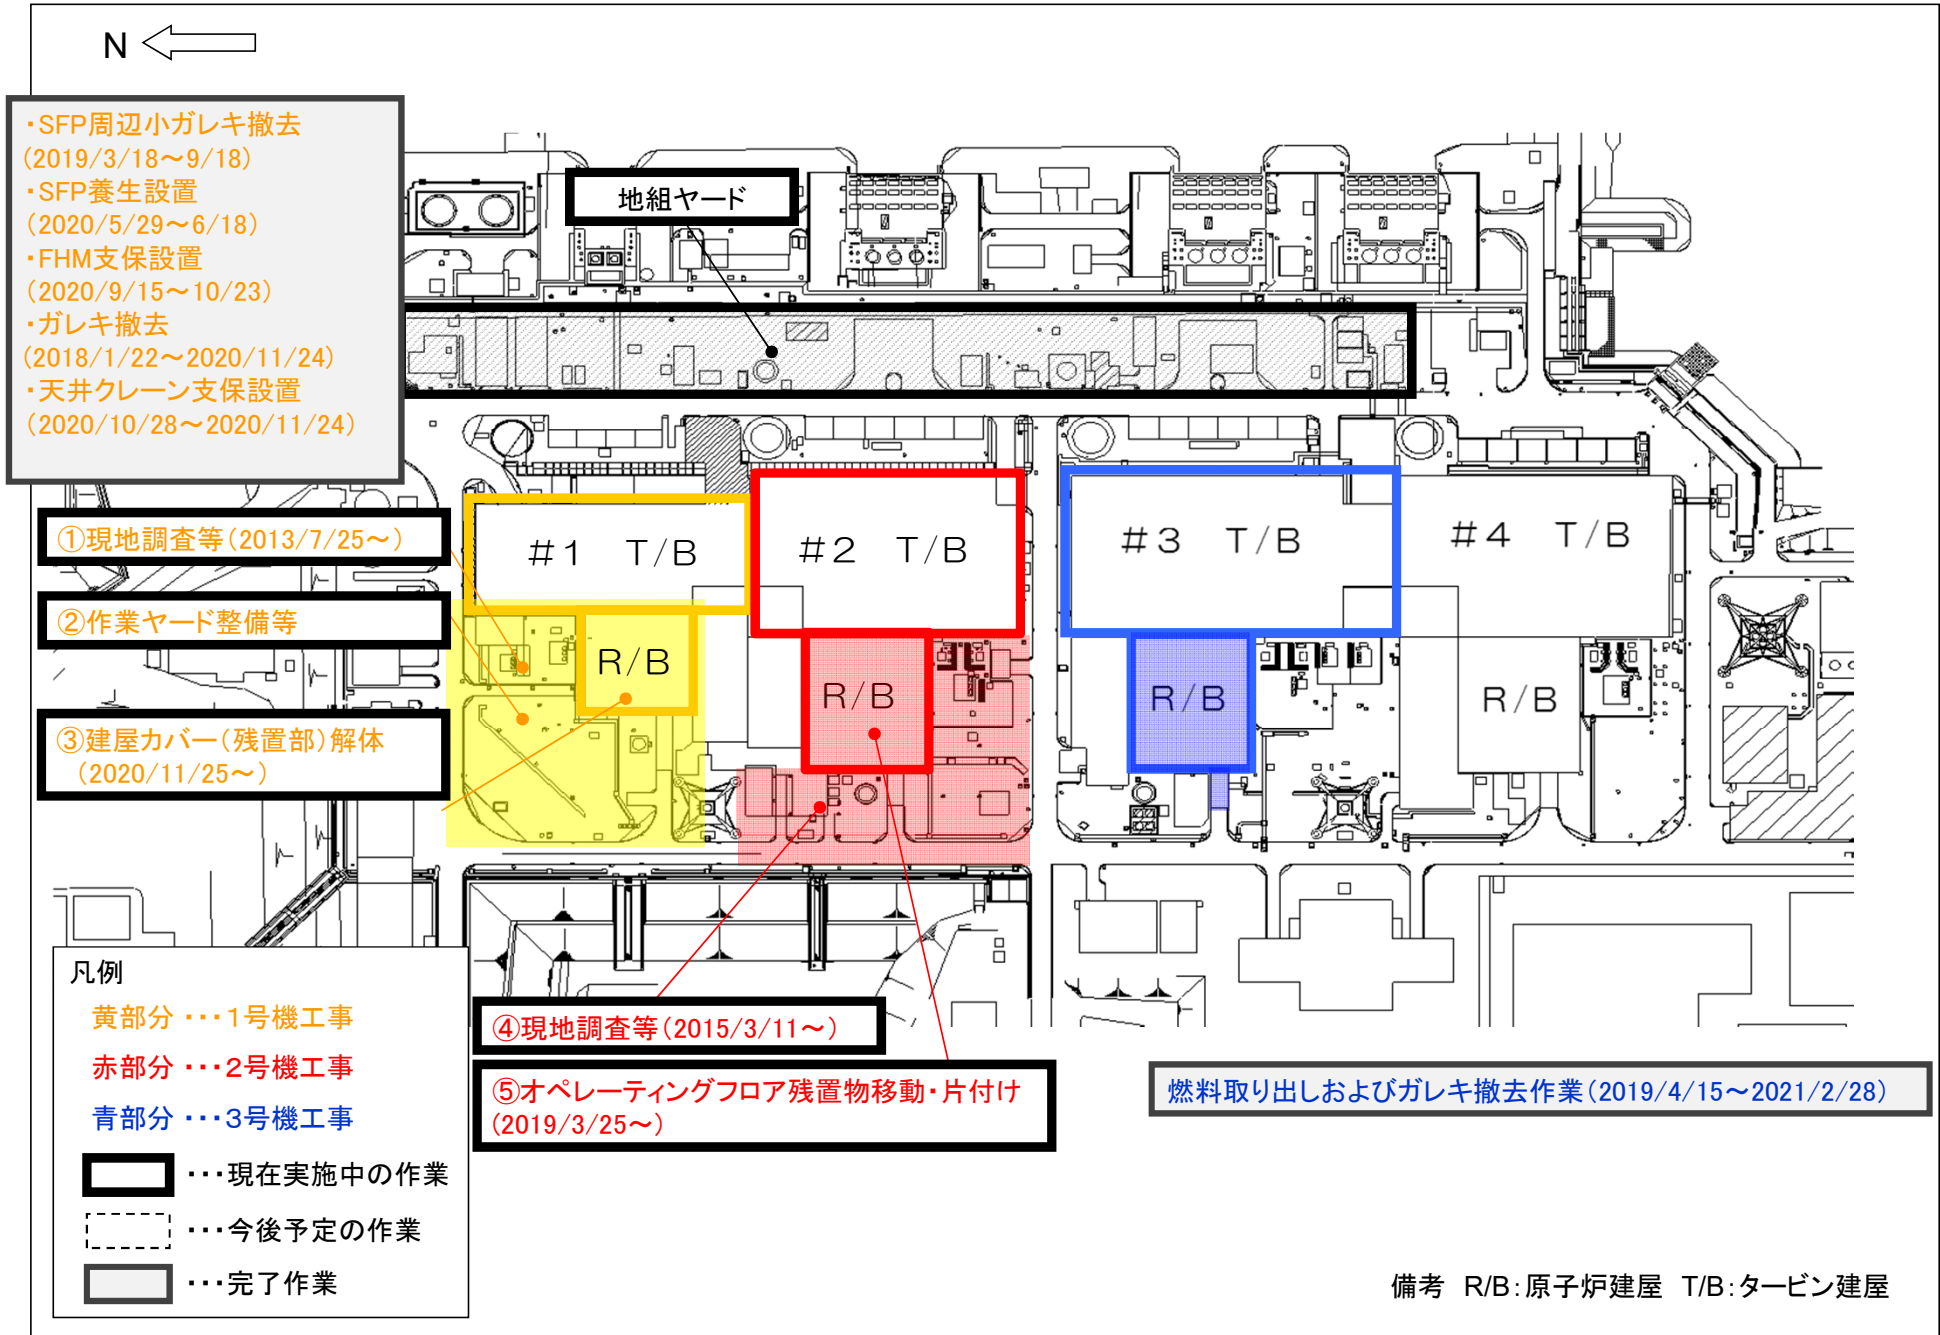 N
・SFP周辺小ガレキ撤去
(2019/3/18～9/18)
・SFP養生設置
(2020/5/29～6/18)
・FHM支保設置
(2020/9/15～10/23)
・ガレキ撤去
(2018/1/22～2020/11/24)
・天井クレーン支保設置
(2020/10/28～2020/11/24)
地組ヤード
①現地調査等(2013/7/25～)
②作業ヤード整備等
③建屋カバー(残置部)解体
(2020/11/25～)
＃１　T/B
＃２　T/B
＃３　T/B
＃４　T/B
R/B
R/B
R/B
R/B
④現地調査等(2015/3/11～)
⑤オペレーティングフロア残置物移動・片付け
(2019/3/25～)
燃料取り出しおよびガレキ撤去作業(2019/4/15～2021/2/28)
凡例
黄部分 ・・・１号機工事
赤部分 ・・・２号機工事
青部分 ・・・３号機工事
・・・現在実施中の作業
・・・今後予定の作業
・・・完了作業
備考　R/B：原子炉建屋　T/B：タービン建屋